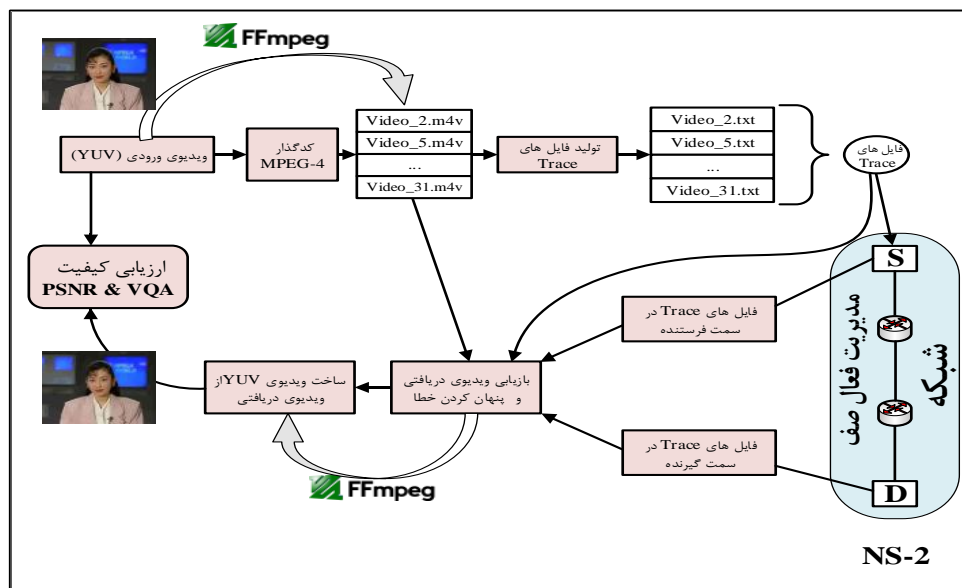 FFmpeg
ویدیوی ورودی (YUV)
کدگذار
MPEG-4
Video_2.m4v
Video_5.m4v
...
Video_31.m4v
تولید فایل های
Trace
Video_2.txt
Video_5.txt
...
Video_31.txt
فایل های
Trace
ارزیابی کیفیت
PSNR & VQA
S
فایل های Trace در
سمت فرستنده
مدیریت فعال صف
شبکه
بازیابی ویدیوی دریافتی
و پنهان کردن خطا
ساخت ویدیوی YUVاز
ویدیوی دریافتی
فایل های Trace در
سمت گیرنده
D
FFmpeg
NS-2